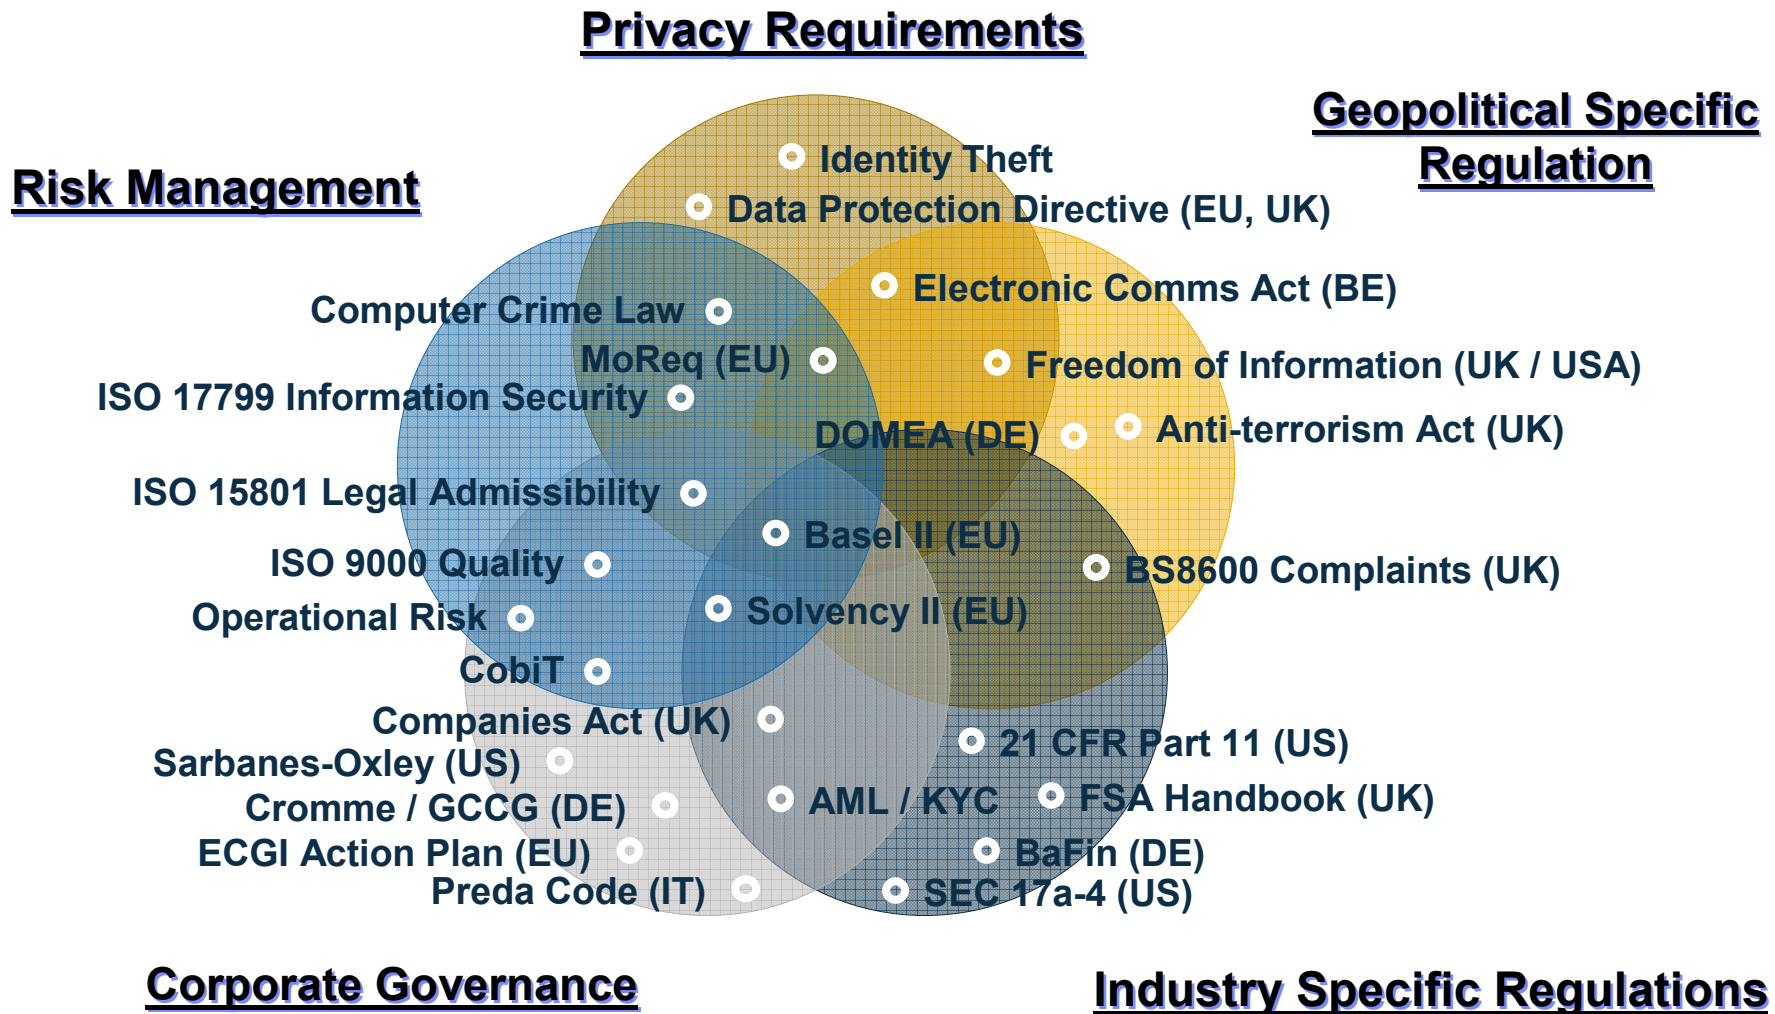 Privacy Requirements
Geopolitical Specific
Regulation
Risk Management
Identity Theft
Data Protection Directive (EU, UK)
Electronic Comms Act (BE)
Computer Crime Law
MoReq (EU)
Freedom of Information (UK / USA)
ISO 17799 Information Security
DOMEA (DE)
Anti-terrorism Act (UK)
ISO 15801 Legal Admissibility
Basel II (EU)
ISO 9000 Quality
BS8600 Complaints (UK)
Operational Risk
Solvency II (EU)
CobiT
Companies Act (UK)
21 CFR Part 11 (US)
Sarbanes-Oxley (US)
Cromme / GCCG (DE)
AML / KYC
FSA Handbook (UK)
ECGI Action Plan (EU)
BaFin (DE)
Preda Code (IT)
SEC 17a-4 (US)
Corporate Governance
Industry Specific Regulations